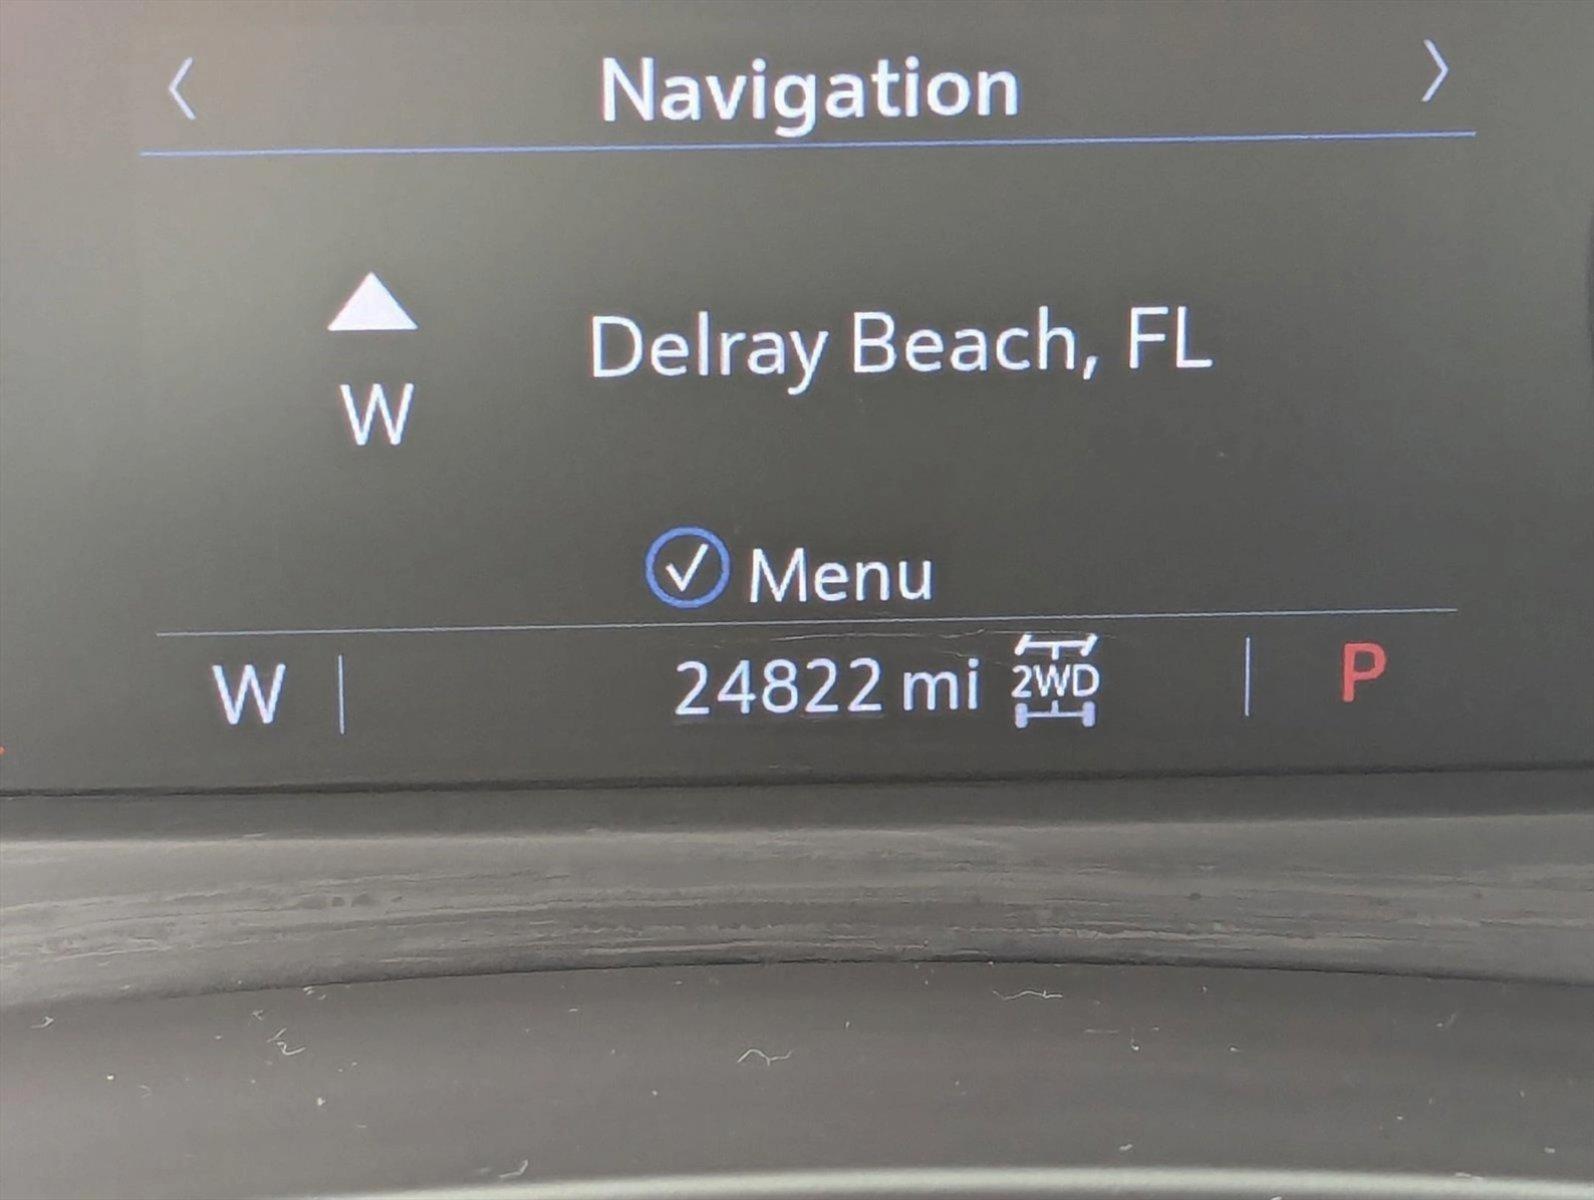 Navigation
Delray Beach, FL
W
Menu
W 24822 mi 2WD P